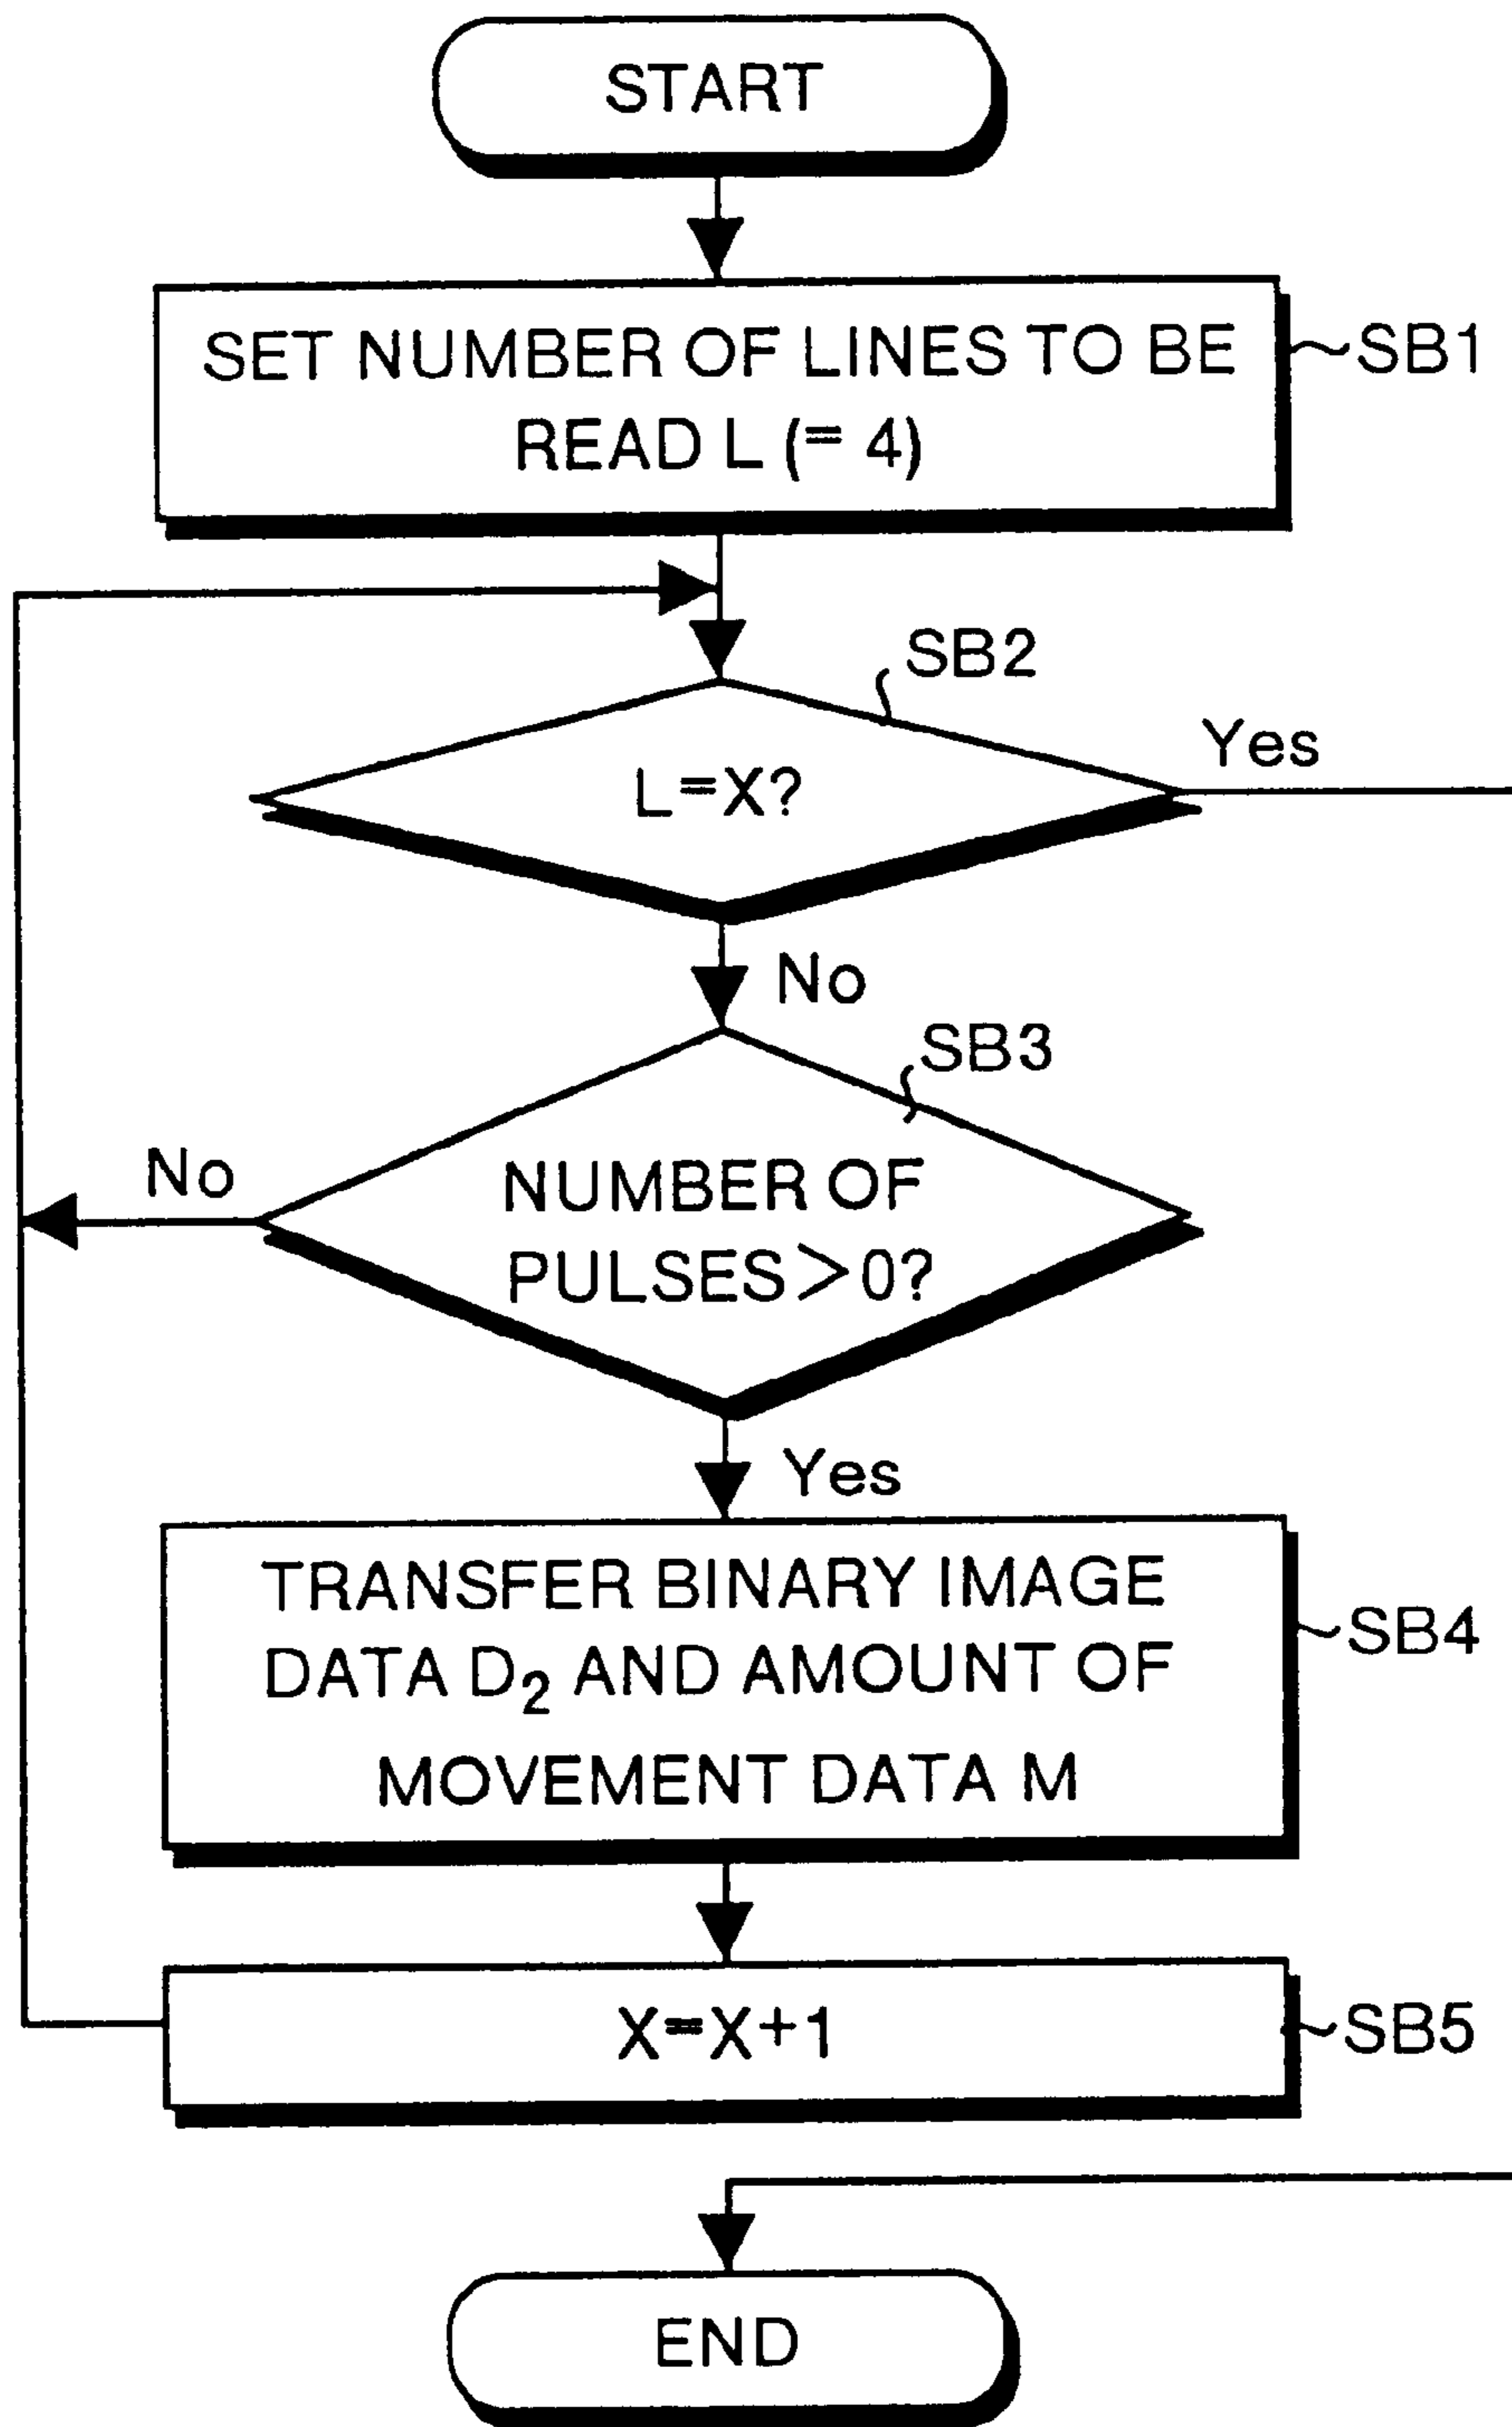 START
SET NUMBER OF LINES TO BE
READ L (= 4)
SB1
SB2
L=X?
Yes
No
SB3
NUMBER OF
PULSES>0?
No
Yes
TRANSFER BINARY IMAGE
DATA D₂ AND AMOUNT OF
MOVEMENT DATA M
SB4
X=X+1
SB5
END